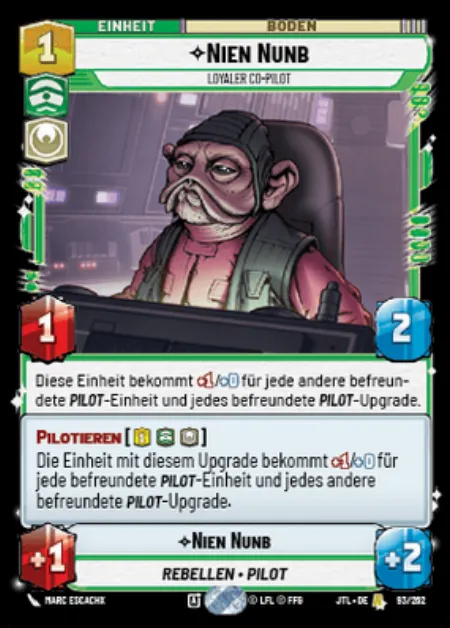 EINHEIT BODEN
1
NIEN NUNB
LOYALER CO-PILOT
1
2
Diese Einheit bekommt +1/+0 für jede andere befreun-
dete PILOT-Einheit und jedes befreundete PILOT-Upgrade.
PILOTIEREN [1]
Die Einheit mit diesem Upgrade bekommt +1/+0 für
jede befreundete PILOT-Einheit und jedes andere
befreundete PILOT-Upgrade.
+1
NIEN NUNB
+2
REBELLEN • PILOT
MARC ESCACHX A © LFL © FFG JTL • DE 93/262